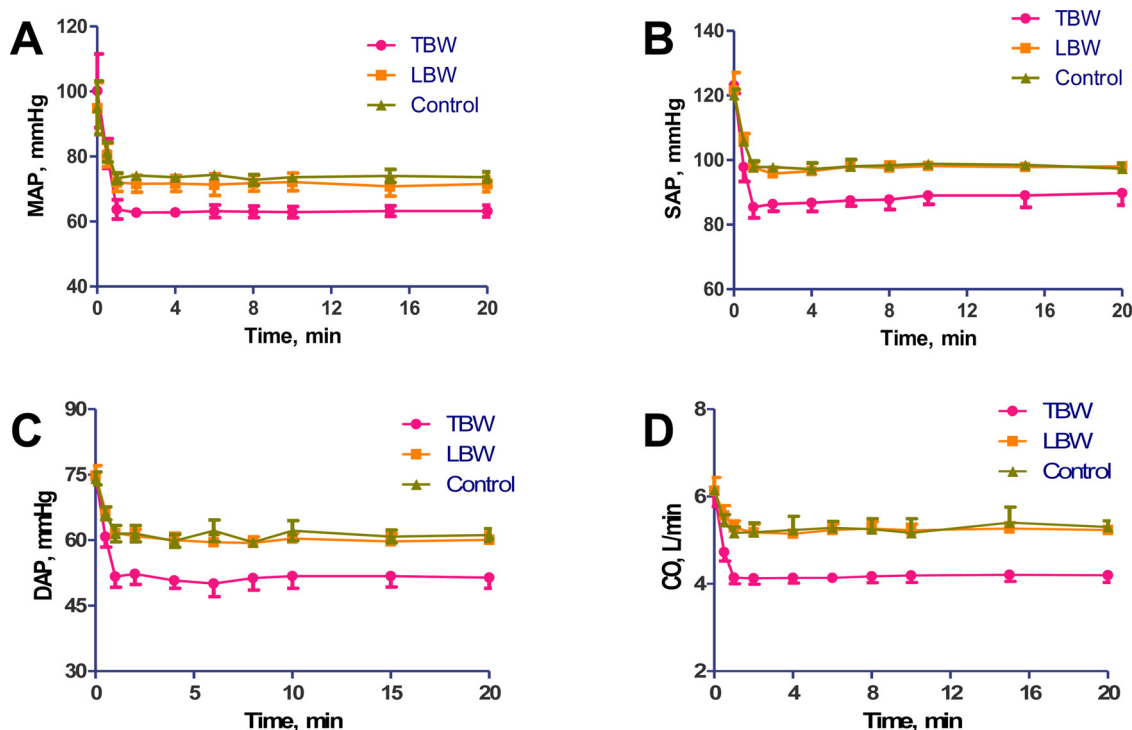 A
MAP, mmHg
120
100
80
60
40
0
4
8
12
16
20
Time, min
TBW
LBW
Control
B
SAP, mmHg
140
120
100
80
60
0
4
8
12
16
20
Time, min
TBW
LBW
Control
C
DAP, mmHg
90
75
60
45
30
0
5
10
15
20
Time, min
TBW
LBW
Control
D
CO, L/min
8
6
4
2
0
4
8
12
16
20
Time, min
TBW
LBW
Control